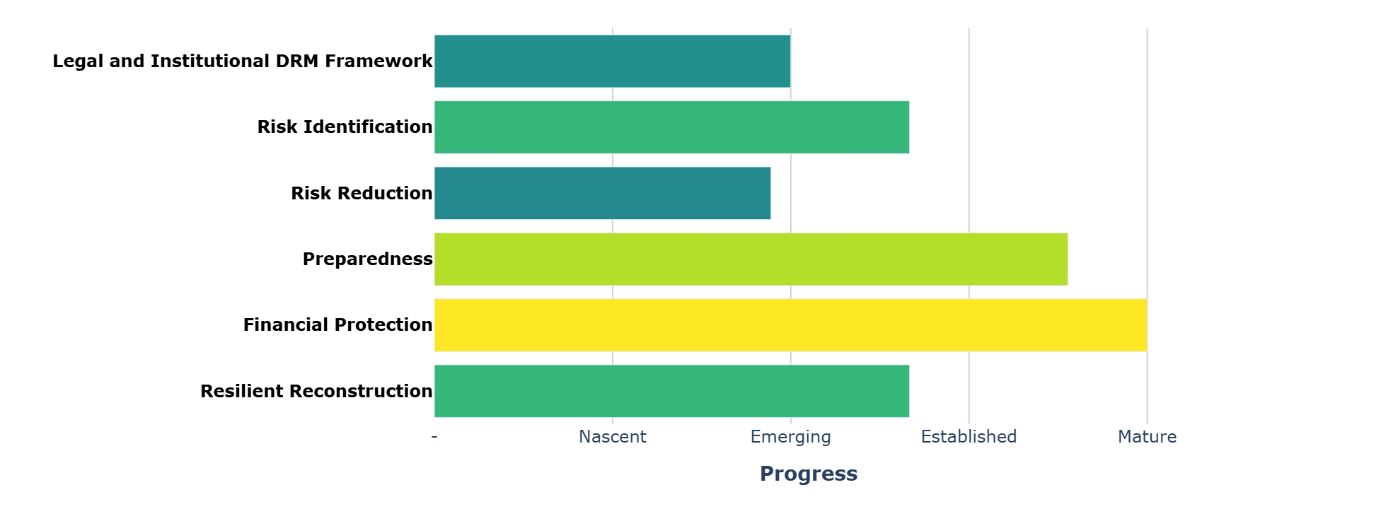 Legal and Institutional DRM Framework
Risk Identification
Risk Reduction
Preparedness
Financial Protection
Resilient Reconstruction
- Nascent Emerging Established Mature
Progress